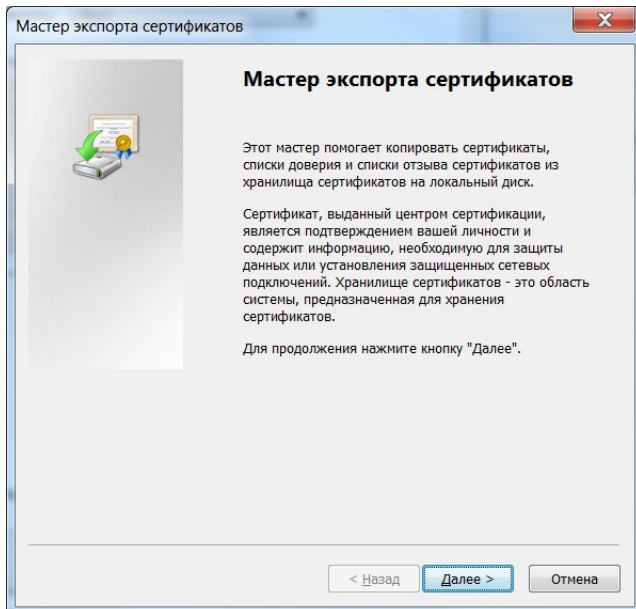 Мастер экспорта сертификатов
Мастер экспорта сертификатов
Этот мастер помогает копировать сертификаты,
списки доверия и списки отзыва сертификатов из
хранилища сертификатов на локальный диск.
Сертификат, выданный центром сертификации,
является подтверждением вашей личности и
содержит информацию, необходимую для защиты
данных или установления защищенных сетевых
подключений. Хранилище сертификатов - это область
системы, предназначенная для хранения
сертификатов.
Для продолжения нажмите кнопку "Далее".
< Назад Далее > Отмена